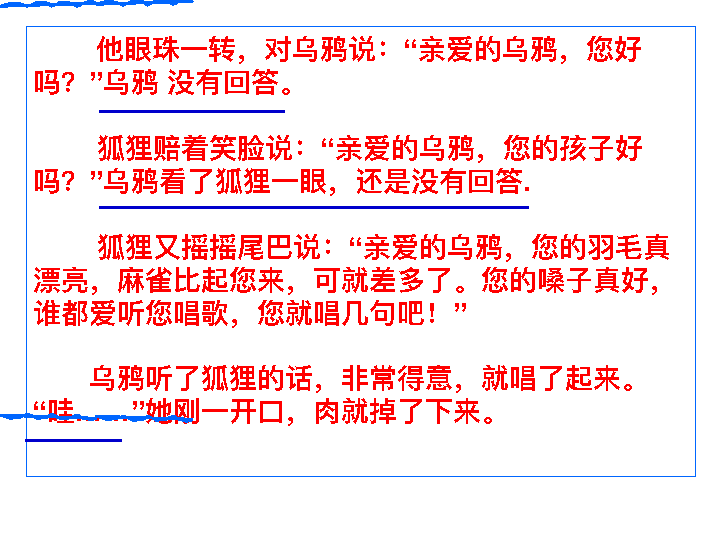 他眼珠一转，对乌鸦说：“亲爱的乌鸦，您好
吗？”乌鸦 没有回答。
狐狸赔着笑脸说：“亲爱的乌鸦，您的孩子好
吗？”乌鸦看了狐狸一眼，还是没有回答.
狐狸又摇摇尾巴说：“亲爱的乌鸦，您的羽毛真
漂亮，麻雀比起您来，可就差多了。您的嗓子真好，
谁都爱听您唱歌，您就唱几句吧！”
乌鸦听了狐狸的话，非常得意，就唱了起来。
“哇……”她刚一开口，肉就掉了下来。